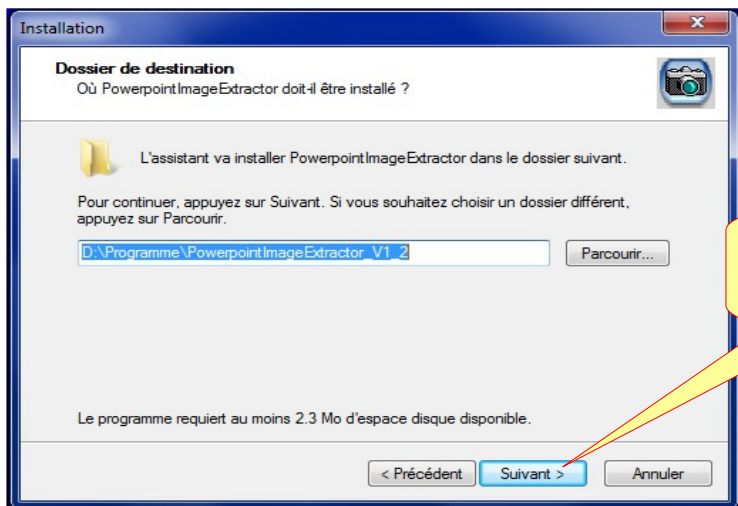 Installation
Dossier de destination
Où PowerpointImageExtractor doit-il être installé ?
L'assistant va installer PowerpointImageExtractor dans le dossier suivant.
Pour continuer, appuyez sur Suivant. Si vous souhaitez choisir un dossier différent,
appuyez sur Parcourir.
D:\Programme\PowerpointImageExtractor_V1_2
Parcourir...
Le programme requiert au moins 2.3 Mo d'espace disque disponible.
< Précédent
Suivant >
Annuler